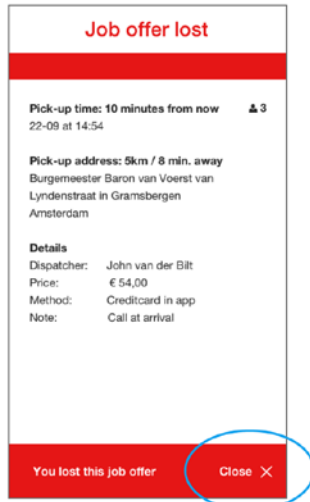 Job offer lost
Pick-up time: 10 minutes from now 3
22-09 at 14:54
Pick-up address: 5km / 8 min. away
Burgemeester Baron van Voerst van
Lyndenstraat in Gramsbergen
Amsterdam
Details
Dispatcher: John van der Bilt
Price: € 54,00
Method: Creditcard in app
Note: Call at arrival
You lost this job offer Close ×